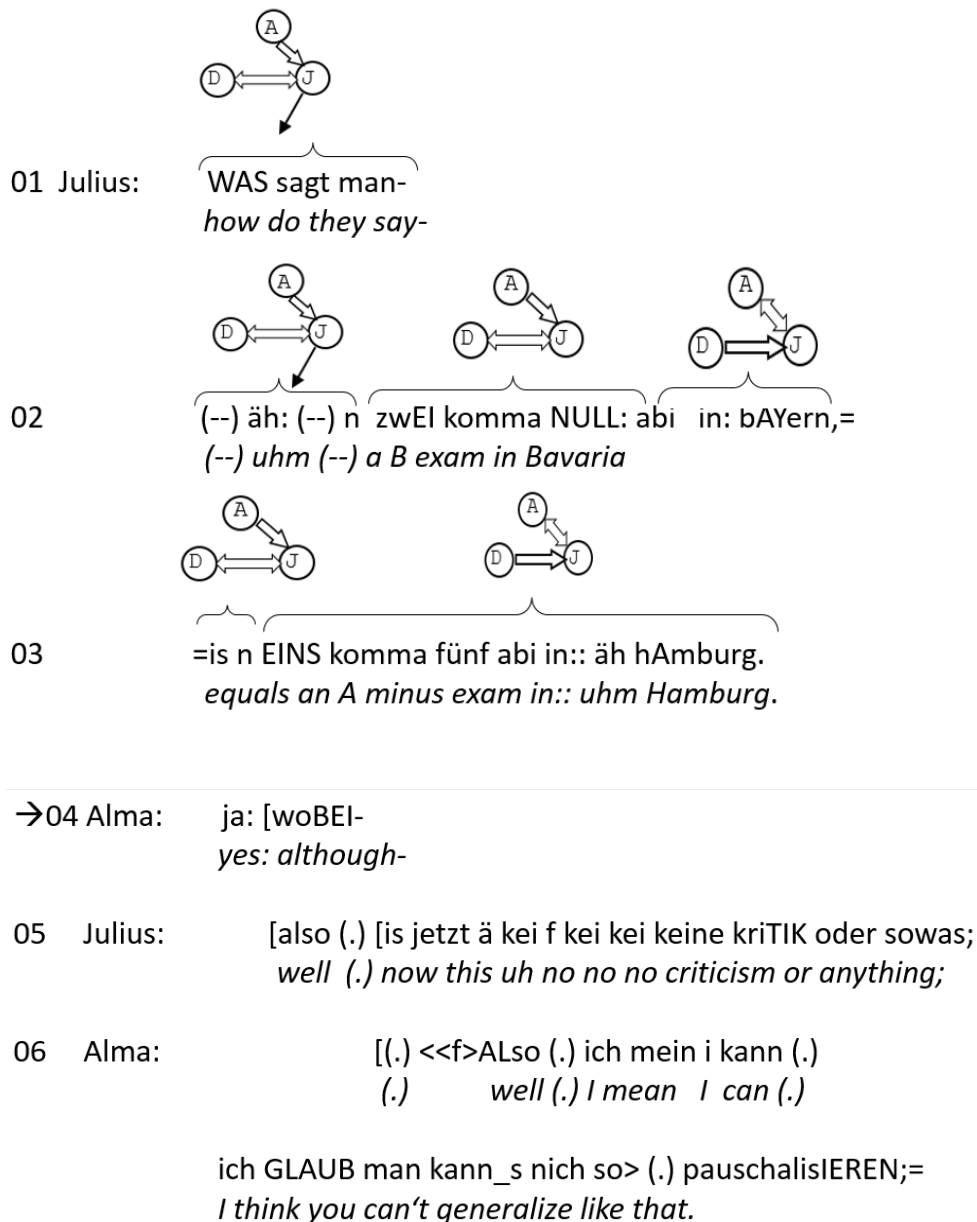 A
D J
01 Julius: WAS sagt man-
how do they say-
A A A
D J D J D J
02 (--) äh: (--) n zwEI komma NULL: abi in: bAYern,=
(--) uhm (--) a B exam in Bavaria
A A
D J D J
03 =is n EINS komma fünf abi in:: äh hAmburg.
equals an A minus exam in:: uhm Hamburg.
→04 Alma: ja: [woBEI-
yes: although-
05 Julius: [also (.) [is jetzt ä kei f kei kei keine kriTIK oder sowas;
well (.) now this uh no no no criticism or anything;
06 Alma: [(.) <<f>ALso (.) ich mein i kann (.)
(.) well (.) I mean I can (.)
ich GLAUB man kann_s nich so> (.) pauschalisIEREN;=
I think you can‘t generalize like that.